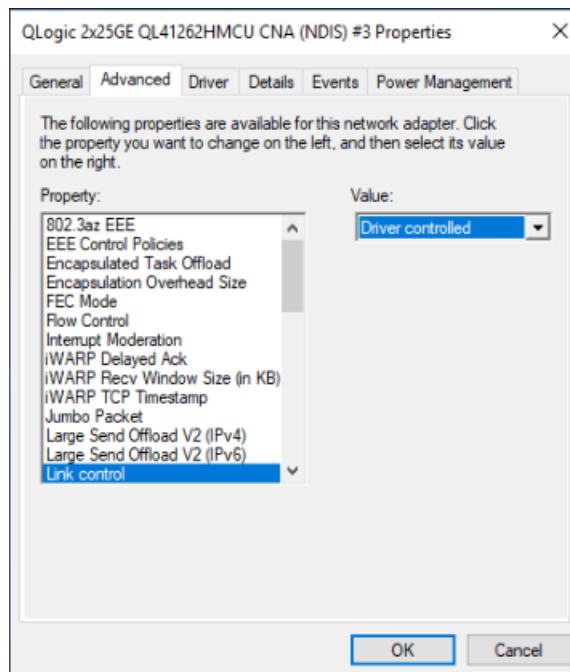 QLogic 2x25GE QL41262HMCU CNA (NDIS) #3 Properties
General
Advanced
Driver
Details
Events
Power Management
The following properties are available for this network adapter. Click
the property you want to change on the left, and then select its value
on the right.
Property:
Value:
802.3az EEE
EEE Control Policies
Encapsulated Task Offload
Encapsulation Overhead Size
FEC Mode
Flow Control
Interrupt Moderation
iWARP Delayed Ack
iWARP Recv Window Size (in KB)
iWARP TCP Timestamp
Jumbo Packet
Large Send Offload V2 (IPv4)
Large Send Offload V2 (IPv6)
Link control
Driver controlled
OK
Cancel